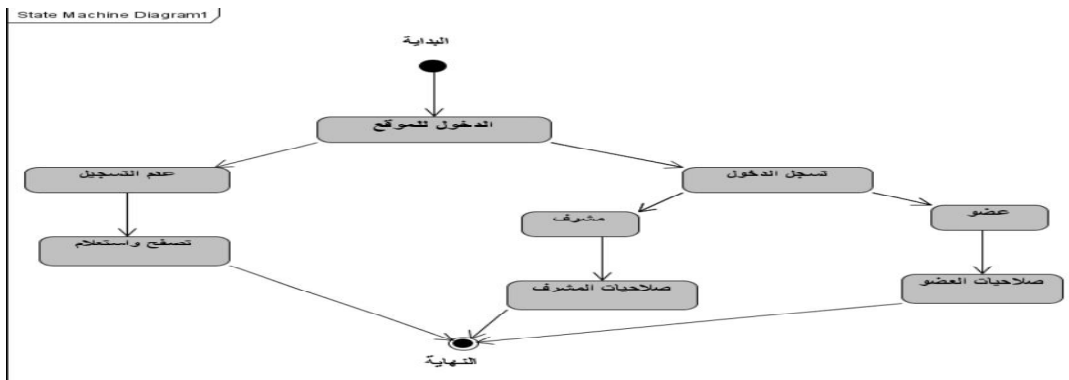 State Machine Diagram1
البداية
الدخول للموقع
عدم التسجيل
تسجل الدخول
مشرف
عضو
تصفح واستعلام
صلاحيات المشرف
صلاحيات العضو
النهاية